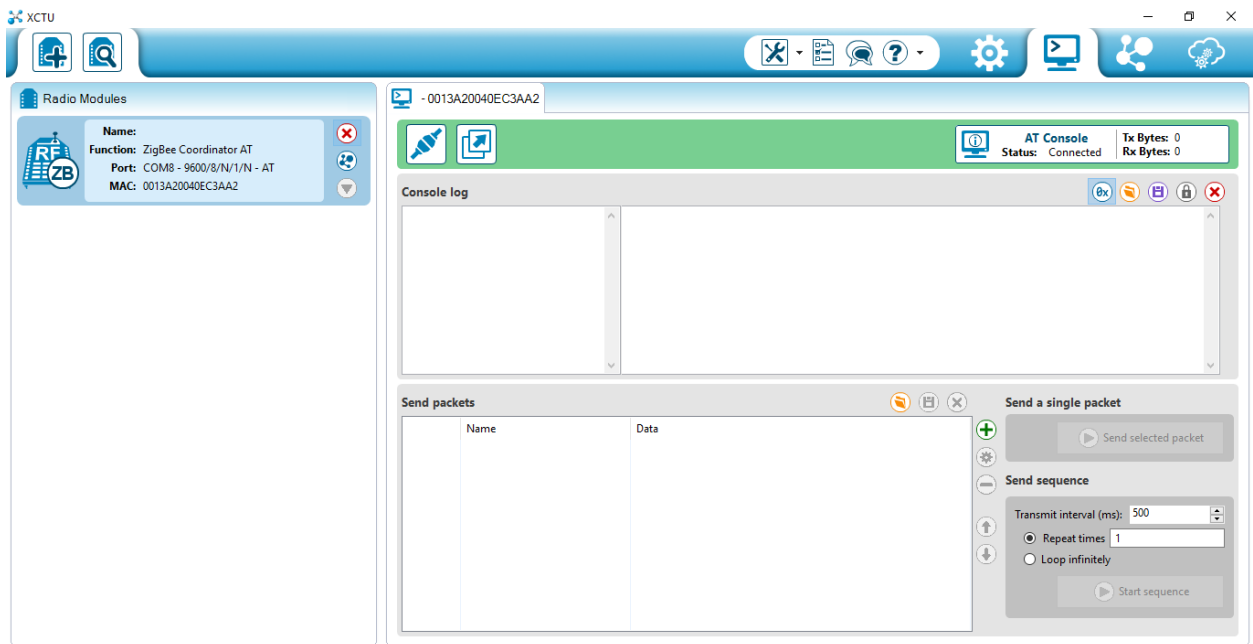 XCTU
Radio Modules
Name:
Function: ZigBee Coordinator AT
Port: COM8 - 9600/8/N/1/N - AT
MAC: 0013A20040EC3AA2
RF
ZB
- 0013A20040EC3AA2
AT Console
Status: Connected
Tx Bytes: 0
Rx Bytes: 0
Console log
0x
Send packets
Name Data
Send a single packet
Send selected packet
Send sequence
Transmit interval (ms): 500
Repeat times 1
Loop infinitely
Start sequence